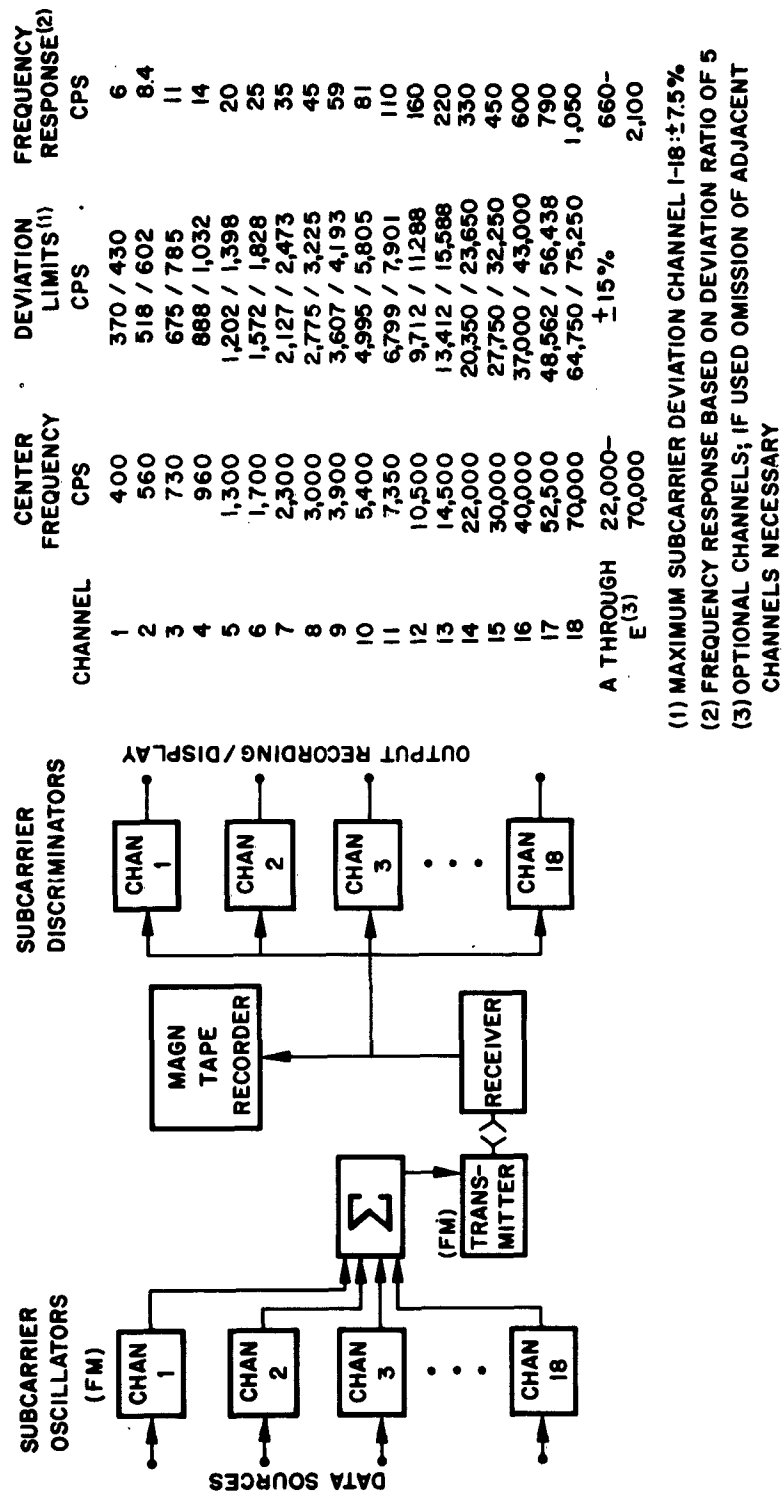 SUBCARRIER
OSCILLATORS
(FM)
DATA SOURCES
CHAN
1
CHAN
2
CHAN
3
• • •
CHAN
18
Σ
(FM)
TRANS-
MITTER
RECEIVER
MAGN
TAPE
RECORDER
SUBCARRIER
DISCRIMINATORS
CHAN
1
CHAN
2
CHAN
3
• • •
CHAN
18
OUTPUT RECORDING/DISPLAY
CHANNEL CENTER FREQUENCY CPS DEVIATION LIMITS(1) CPS FREQUENCY RESPONSE(2) CPS
1 400 370 / 430 6
2 560 518 / 602 8.4
3 730 675 / 785 11
4 960 888 / 1,032 14
5 1,300 1,202 / 1,398 20
6 1,700 1,572 / 1,828 25
7 2,300 2,127 / 2,473 35
8 3,000 2,775 / 3,225 45
9 3,900 3,607 / 4,193 59
10 5,400 4,995 / 5,805 81
11 7,350 6,799 / 7,901 110
12 10,500 9,712 / 11,288 160
13 14,500 13,412 / 15,588 220
14 22,000 20,350 / 23,650 330
15 30,000 27,750 / 32,250 450
16 40,000 37,000 / 43,000 600
17 52,500 48,562 / 56,438 790
18 70,000 64,750 / 75,250 1,050
A THROUGH 22,000- ±15% 660-
E(3) 70,000 2,100
(1) MAXIMUM SUBCARRIER DEVIATION CHANNEL 1-18:±7.5%
(2) FREQUENCY RESPONSE BASED ON DEVIATION RATIO OF 5
(3) OPTIONAL CHANNELS; IF USED OMISSION OF ADJACENT
CHANNELS NECESSARY